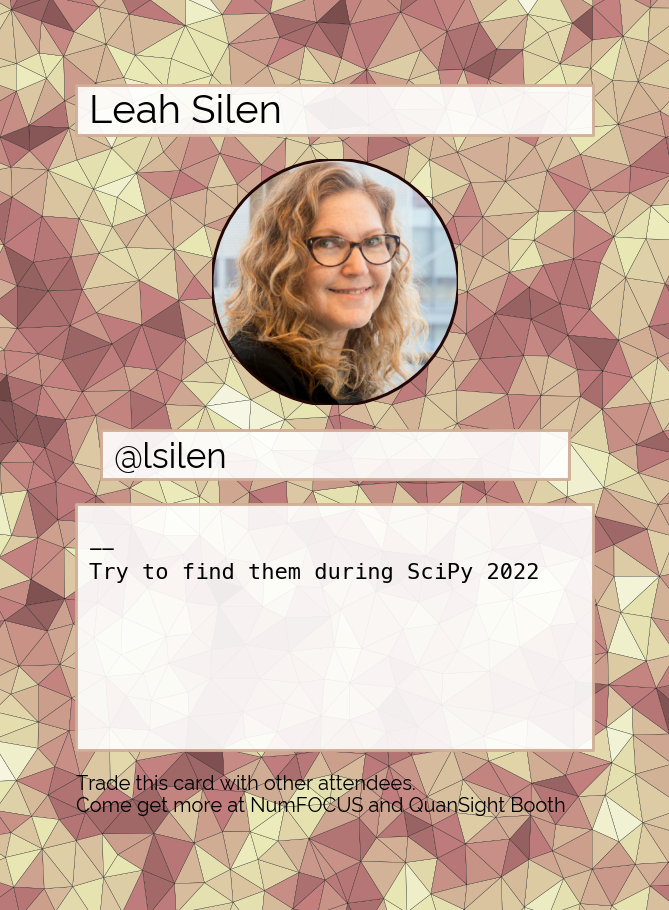 Leah Silen
@lsilen
__
Try to find them during SciPy 2022
Trade this card with other attendees.
Come get more at NumFOCUS and QuanSight Booth